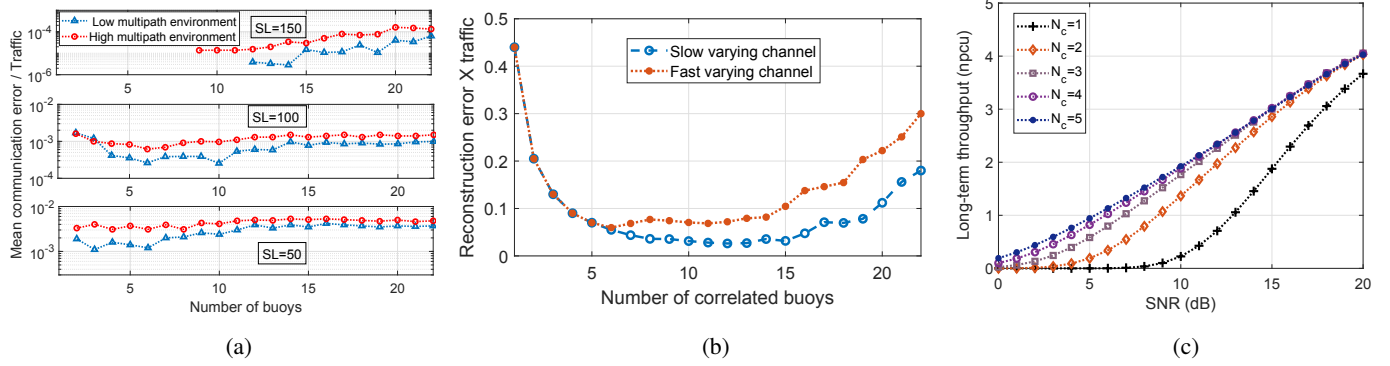 Low multipath environment
High multipath environment
SL=150
10^-4
10^-6
5
10
15
20
10^-2
SL=100
10^-3
10^-4
5
10
15
20
10^-2
10^-3
SL=50
5
10
15
20
Mean communication error / Traffic
Number of buoys
(a)
0.5
0.4
0.3
0.2
0.1
0
5
10
15
20
Reconstruction error X traffic
Slow varying channel
Fast varying channel
Number of correlated buoys
(b)
5
4
3
2
1
0
0
5
10
15
20
Long-term throughput (npcu)
N_c=1
N_c=2
N_c=3
N_c=4
N_c=5
SNR (dB)
(c)